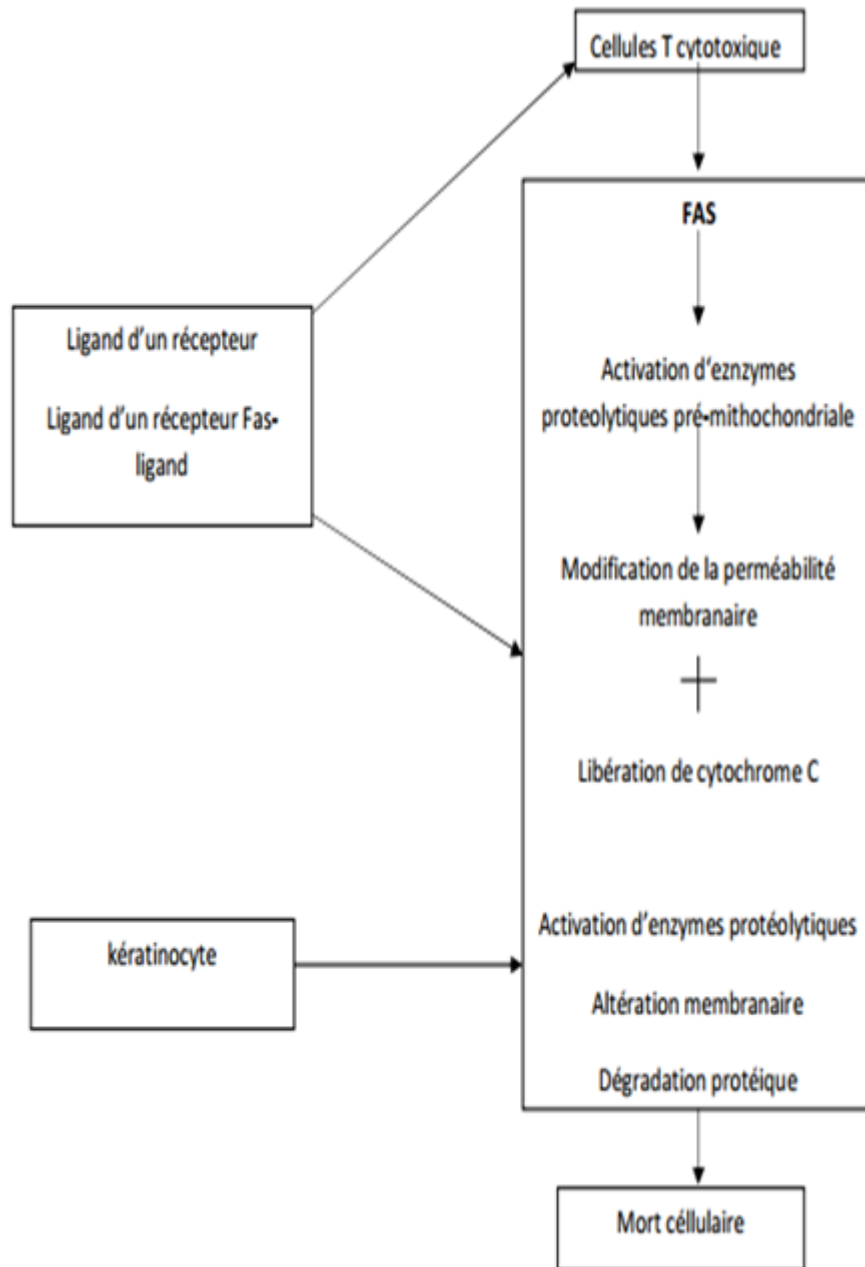 Cellules T cytotoxique
FAS
Ligand d'un récepteur
Ligand d'un récepteur Fas-
ligand
Activation d'eznzymes
proteolytiques pré-mithochondriale
Modification de la perméabilité
membranaire
+
Libération de cytochrome C
kératinocyte
Activation d'enzymes protéolytiques
Altération membranaire
Dégradation protéique
Mort céllulaire